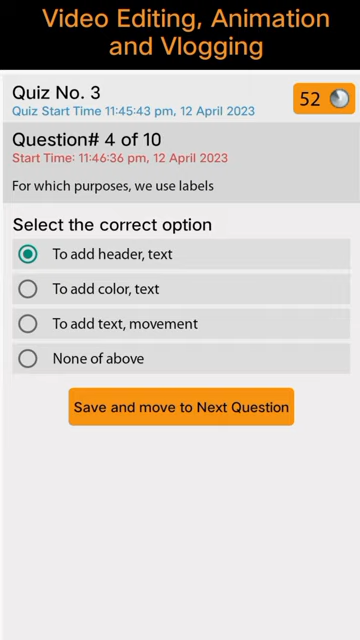 Video Editing, Animation
and Vlogging
Quiz No. 3
Quiz Start Time 11:45:43 pm, 12 April 2023
52
Question# 4 of 10
Start Time: 11:46:36 pm, 12 April 2023
For which purposes, we use labels
Select the correct option
To add header, text
To add color, text
To add text, movement
None of above
Save and move to Next Question